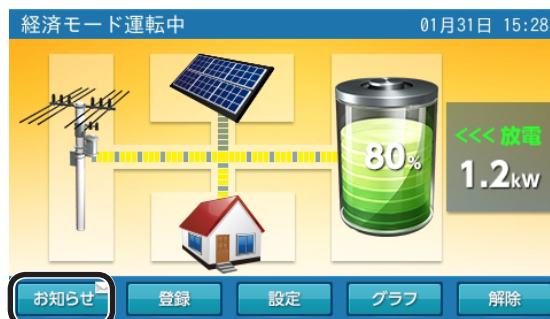 経済モード運転中 01月31日 15:28
80%
<<< 放電
1.2kW
お知らせ 登録 設定 グラフ 解除